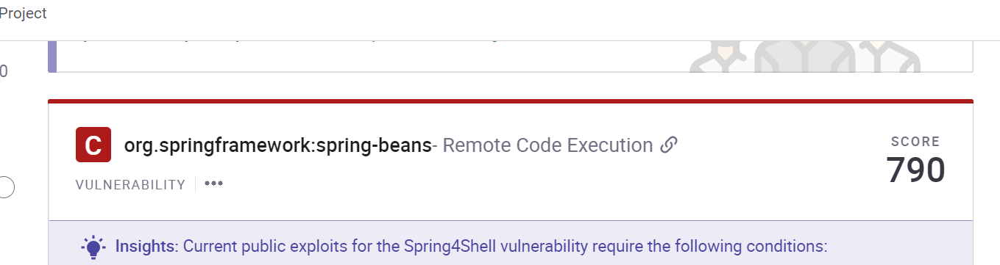 Project
0
C org.springframework:spring-beans- Remote Code Execution
SCORE
790
VULNERABILITY
Insights: Current public exploits for the Spring4Shell vulnerability require the following conditions: